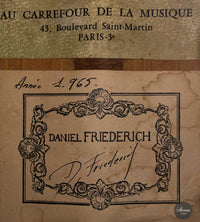 AU CARREFOUR DE LA MUSIQUE
43, Boulevard Saint-Martin
PARIS-3e
Année 1.965.
DANIEL FRIEDERICH
D. Friederich